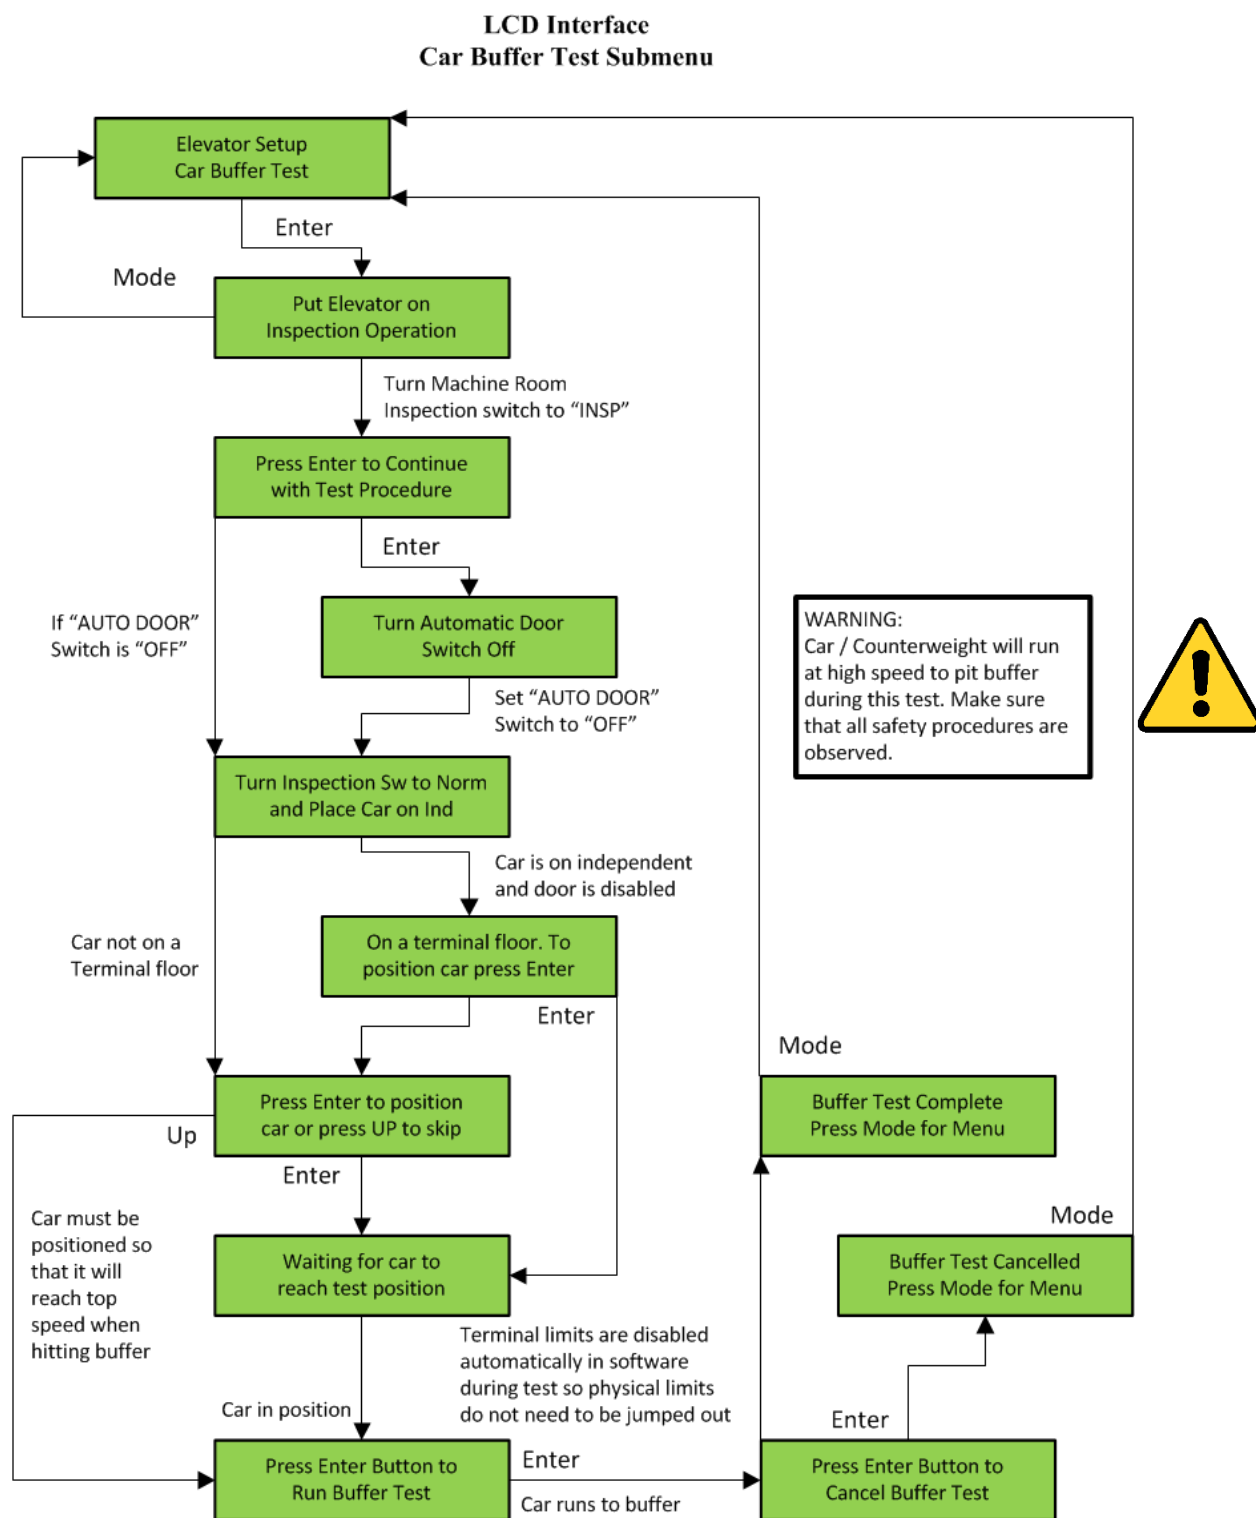 LCD Interface
Car Buffer Test Submenu
Elevator Setup
Car Buffer Test
Enter
Mode
Put Elevator on
Inspection Operation
Turn Machine Room
Inspection switch to “INSP”
Press Enter to Continue
with Test Procedure
Enter
If “AUTO DOOR”
Switch is “OFF”
Turn Automatic Door
Switch Off
WARNING:
Car / Counterweight will run
at high speed to pit buffer
during this test. Make sure
that all safety procedures are
observed.
Set “AUTO DOOR”
Switch to “OFF”
Turn Inspection Sw to Norm
and Place Car on Ind
Car is on independent
and door is disabled
Car not on a
Terminal floor
On a terminal floor. To
position car press Enter
Enter
Mode
Press Enter to position
car or press UP to skip
Up
Enter
Buffer Test Complete
Press Mode for Menu
Car must be
positioned so
that it will
reach top
speed when
hitting buffer
Mode
Waiting for car to
reach test position
Buffer Test Cancelled
Press Mode for Menu
Terminal limits are disabled
automatically in software
during test so physical limits
do not need to be jumped out
Car in position
Enter
Press Enter Button to
Run Buffer Test
Enter
Car runs to buffer
Press Enter Button to
Cancel Buffer Test